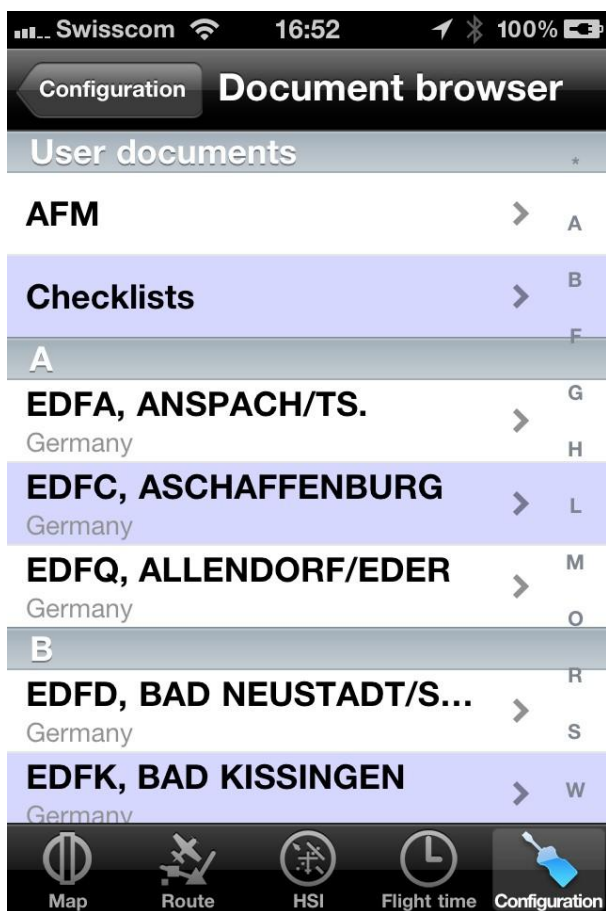 Swisscom 16:52 100%
Configuration Document browser
User documents
AFM
Checklists
A
EDFA, ANSPACH/TS.
Germany
EDFC, ASCHAFFENBURG
Germany
EDFQ, ALLENDORF/EDER
Germany
B
EDFD, BAD NEUSTADT/S...
Germany
EDFK, BAD KISSINGEN
Germany
*
A
B
F
G
H
L
M
O
R
S
W
Map Route HSI Flight time Configuration